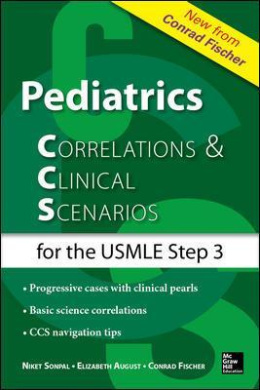 New from
Conrad Fischer
Pediatrics
CORRELATIONS &
CLINICAL
SCENARIOS
for the USMLE Step 3
• Progressive cases with clinical pearls
• Basic science correlations
• CCS navigation tips
NIKET SONPAL • ELIZABETH AUGUST • CONRAD FISCHER
Mc
Graw
Hill
Education